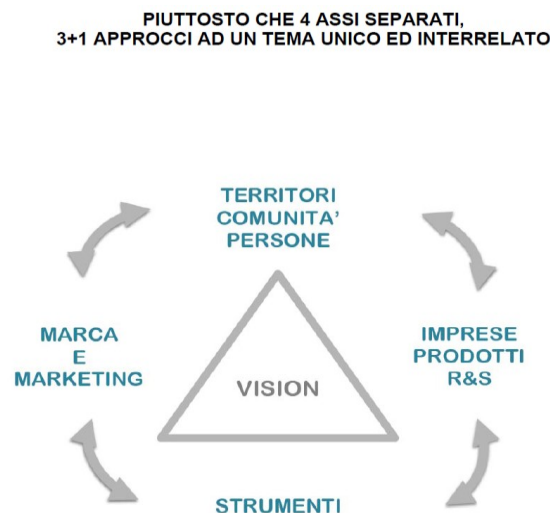 PIUTTOSTO CHE 4 ASSI SEPARATI,
3+1 APPROCCI AD UN TEMA UNICO ED INTERRELATO
TERRITORI
COMUNITA'
PERSONE
MARCA
E
MARKETING
VISION
IMPRESE
PRODOTTI
R&S
STRUMENTI